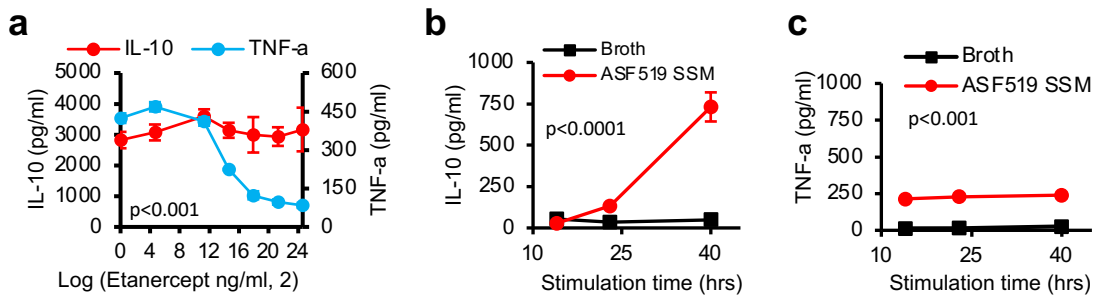 a
IL-10 TNF-a
IL-10 (pg/ml)
5000
4000
3000
2000
1000
0
600
450
300
150
0
TNF-a (pg/ml)
p<0.001
0 4 8 12 16 20 24
Log (Etanercept ng/ml, 2)
b
Broth
ASF519 SSM
IL-10 (pg/ml)
1000
750
500
250
0
p<0.0001
10 25 40
Stimulation time (hrs)
c
Broth
ASF519 SSM
TNF-a (pg/ml)
1000
750
500
250
0
p<0.001
10 25 40
Stimulation time (hrs)